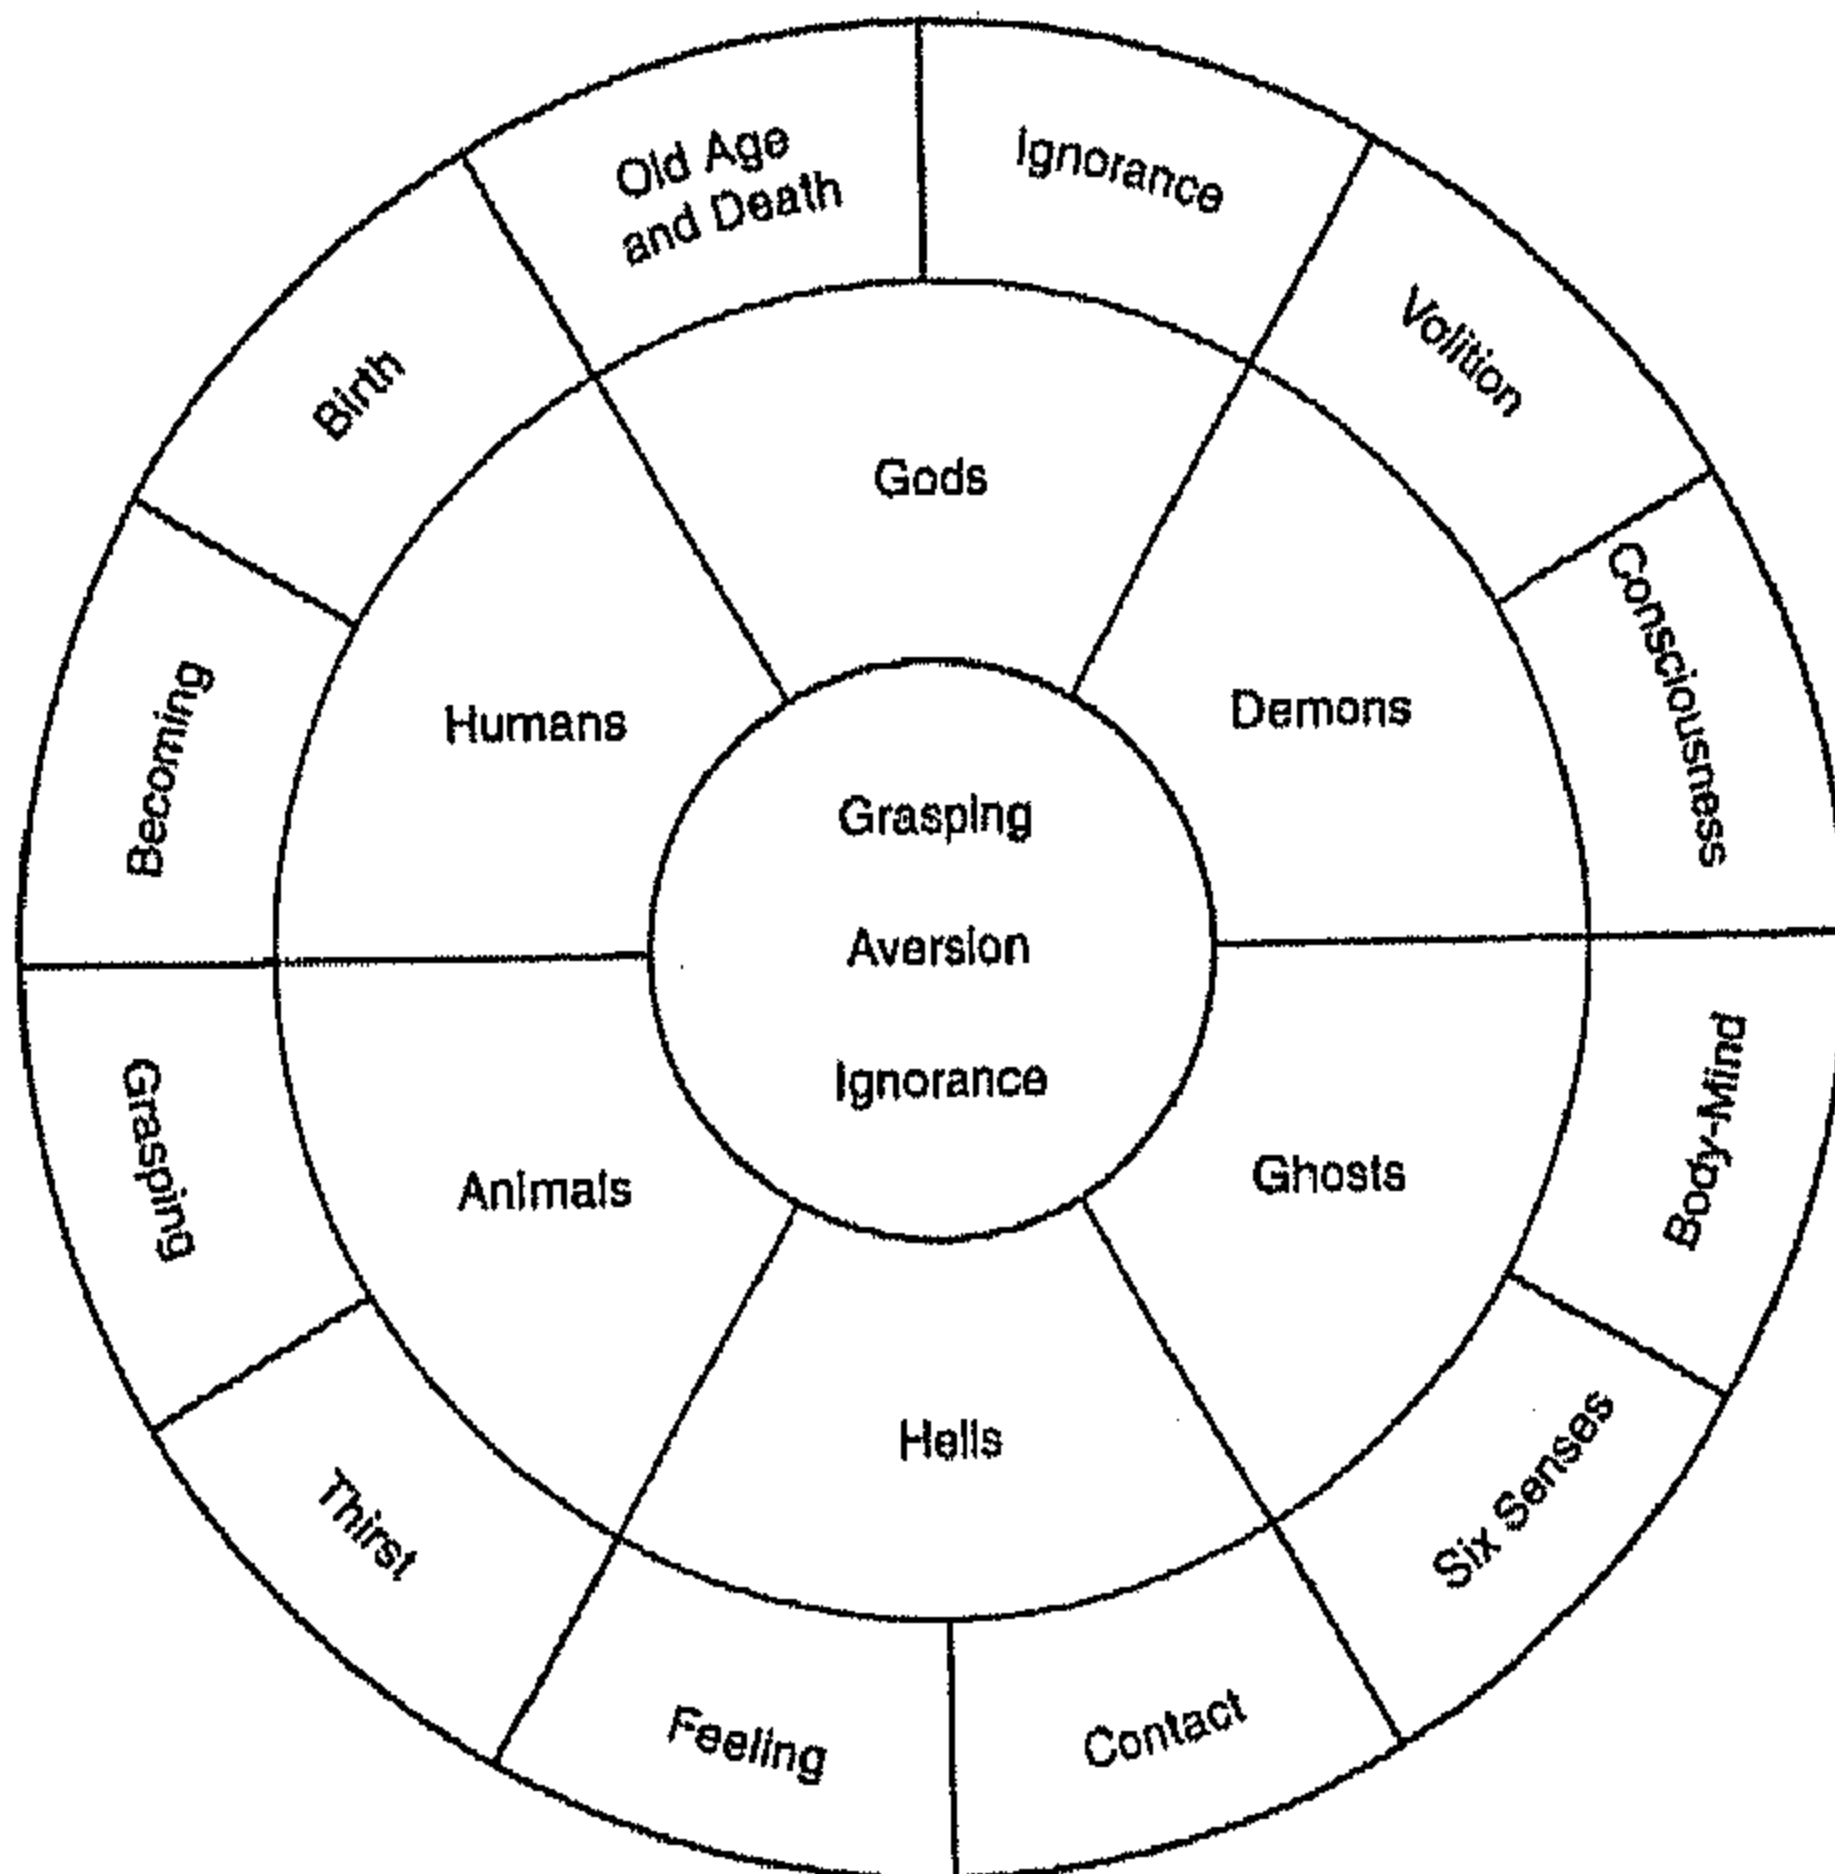 Old Age
and Death
Ignorance
Vollition
Consciousness
Body-Mind
Six Senses
Contact
Feeling
Thirst
Grasping
Becoming
Birth
Gods
Demons
Ghosts
Hells
Animals
Humans
Grasping
Aversion
Ignorance